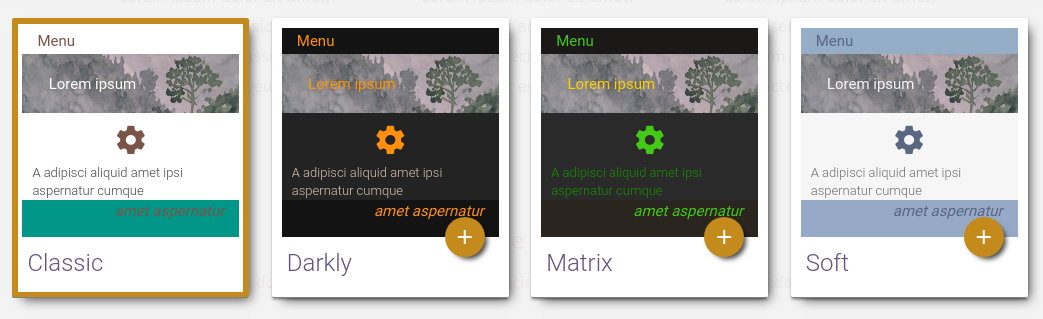 Menu
Lorem ipsum
A adipisci aliquid amet ipsi
aspernatur cumque
amet aspernatur
Classic
Menu
Lorem ipsum
A adipisci aliquid amet ipsi
aspernatur cumque
amet aspernatur
+
Darkly
Menu
Lorem ipsum
A adipisci aliquid amet ipsi
aspernatur cumque
amet aspernatur
+
Matrix
Menu
Lorem ipsum
A adipisci aliquid amet ipsi
aspernatur cumque
amet aspernatur
+
Soft